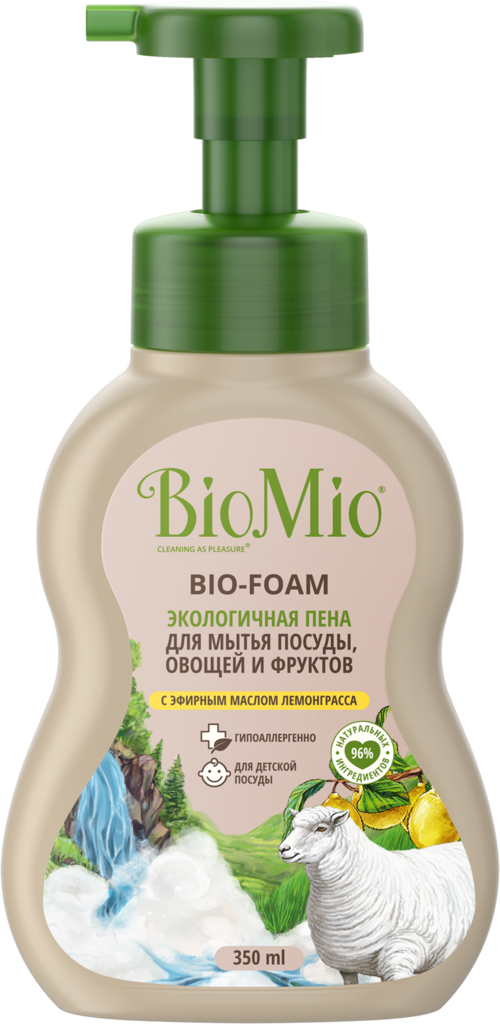 BioMio®
CLEANING AS PLEASURE®
BIO-FOAM
ЭКОЛОГИЧНАЯ ПЕНА
ДЛЯ МЫТЬЯ ПОСУДЫ,
ОВОЩЕЙ И ФРУКТОВ
С ЭФИРНЫМ МАСЛОМ ЛЕМОНГРАССА
ГИПОАЛЛЕРГЕННО
ДЛЯ ДЕТСКОЙ
ПОСУДЫ
НАТУРАЛЬНЫХ
96%
ИНГРЕДИЕНТОВ
350 ml